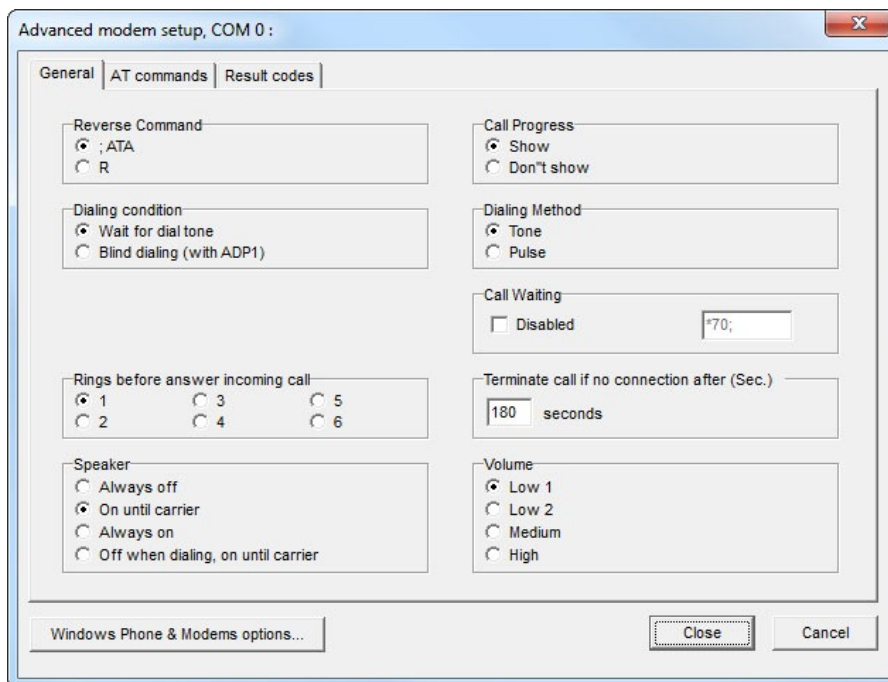 Advanced modem setup, COM 0 :
General
AT commands
Result codes
Reverse Command
; ATA
R
Call Progress
Show
Don"t show
Dialing condition
Wait for dial tone
Blind dialing (with ADP1)
Dialing Method
Tone
Pulse
Call Waiting
Disabled
*70;
Rings before answer incoming call
1 3 5
2 4 6
Terminate call if no connection after (Sec.)
180 seconds
Speaker
Always off
On until carrier
Always on
Off when dialing, on until carrier
Volume
Low 1
Low 2
Medium
High
Windows Phone & Modems options...
Close
Cancel